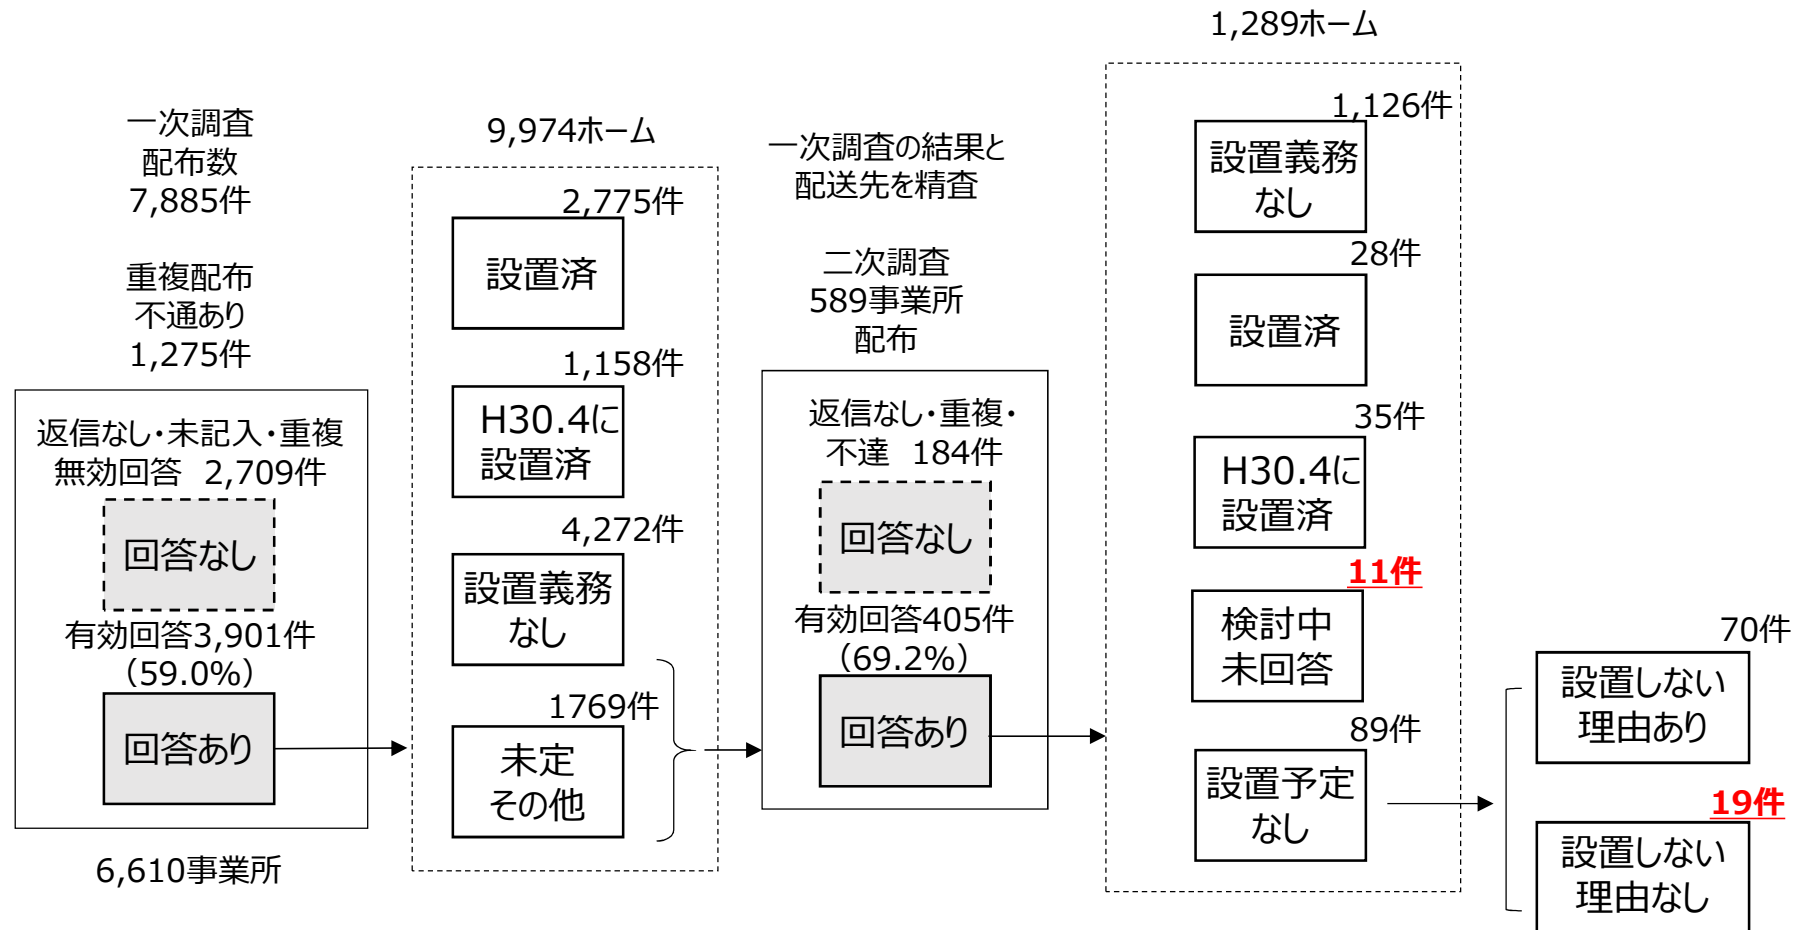 一次調査
配布数
7,885件
重複配布
不通あり
1,275件
返信なし・未記入・重複
無効回答 2,709件
回答なし
有効回答3,901件
（59.0%）
回答あり
6,610事業所
9,974ホーム
2,775件
設置済
1,158件
H30.4に
設置済
4,272件
設置義務
なし
1769件
未定
その他
一次調査の結果と
配送先を精査
二次調査
589事業所
配布
返信なし・重複・
不達 184件
回答なし
有効回答405件
（69.2%）
回答あり
1,289ホーム
1,126件
設置義務
なし
28件
設置済
35件
H30.4に
設置済
11件
検討中
未回答
89件
設置予定
なし
70件
設置しない
理由あり
19件
設置しない
理由なし